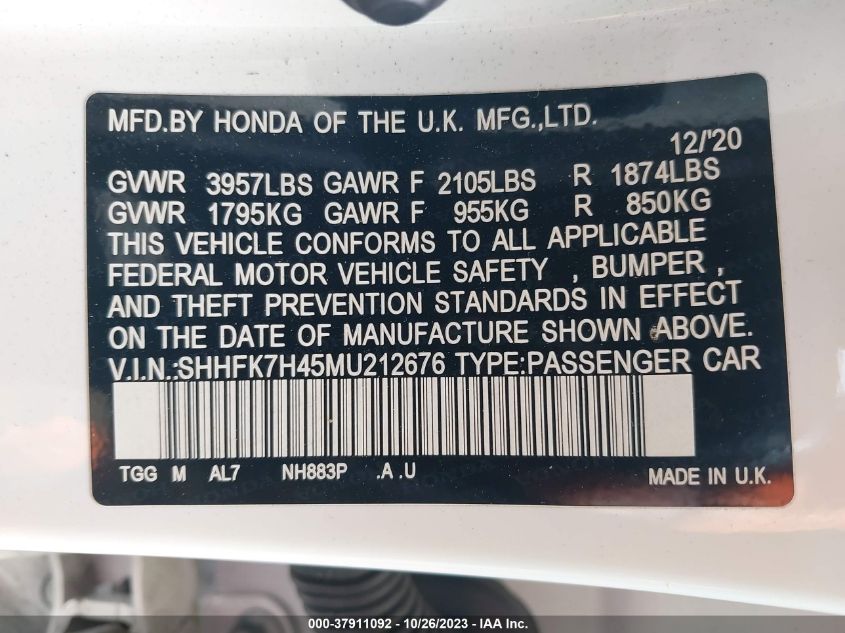 MFD.BY HONDA OF THE U.K. MFG.,LTD.
12/'20
GVWR 3957LBS GAWR F 2105LBS R 1874LBS
GVWR 1795KG GAWR F 955KG R 850KG
THIS VEHICLE CONFORMS TO ALL APPLICABLE
FEDERAL MOTOR VEHICLE SAFETY , BUMPER ,
AND THEFT PREVENTION STANDARDS IN EFFECT
ON THE DATE OF MANUFACTURE SHOWN ABOVE.
V.I.N.:SHHFK7H45MU212676 TYPE:PASSENGER CAR
TGG M AL7 NH883P .A .U MADE IN U.K.
000-37911092 | 10/26/2023 - IAA Inc.